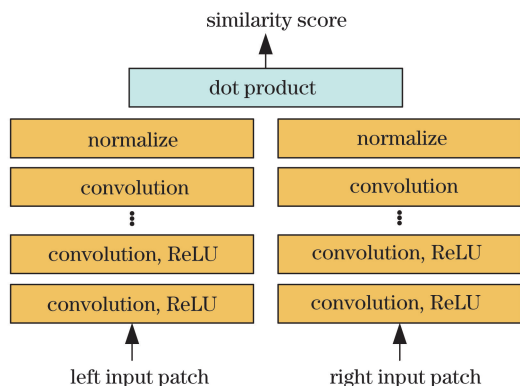 similarity score
dot product
normalize
normalize
convolution
convolution
convolution, ReLU
convolution, ReLU
convolution, ReLU
convolution, ReLU
left input patch
right input patch